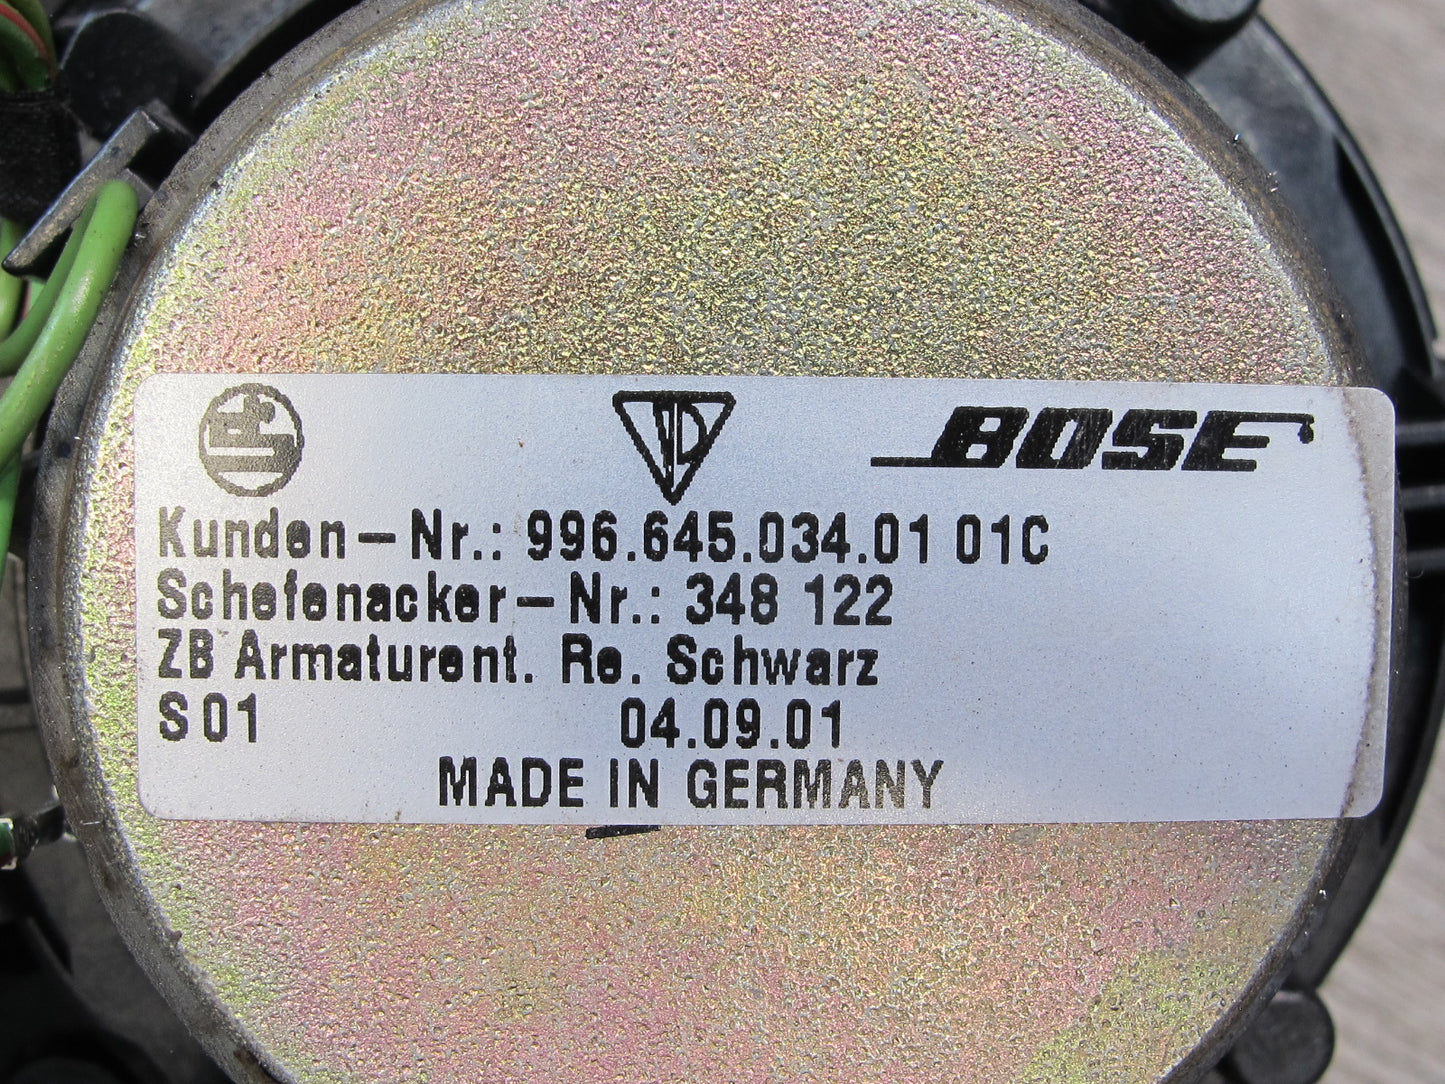 BOSE
Kunden-Nr.: 996.645.034.01 01C
Schefenacker-Nr.: 348 122
ZB Armaturent. Re. Schwarz
S01 04.09.01
MADE IN GERMANY